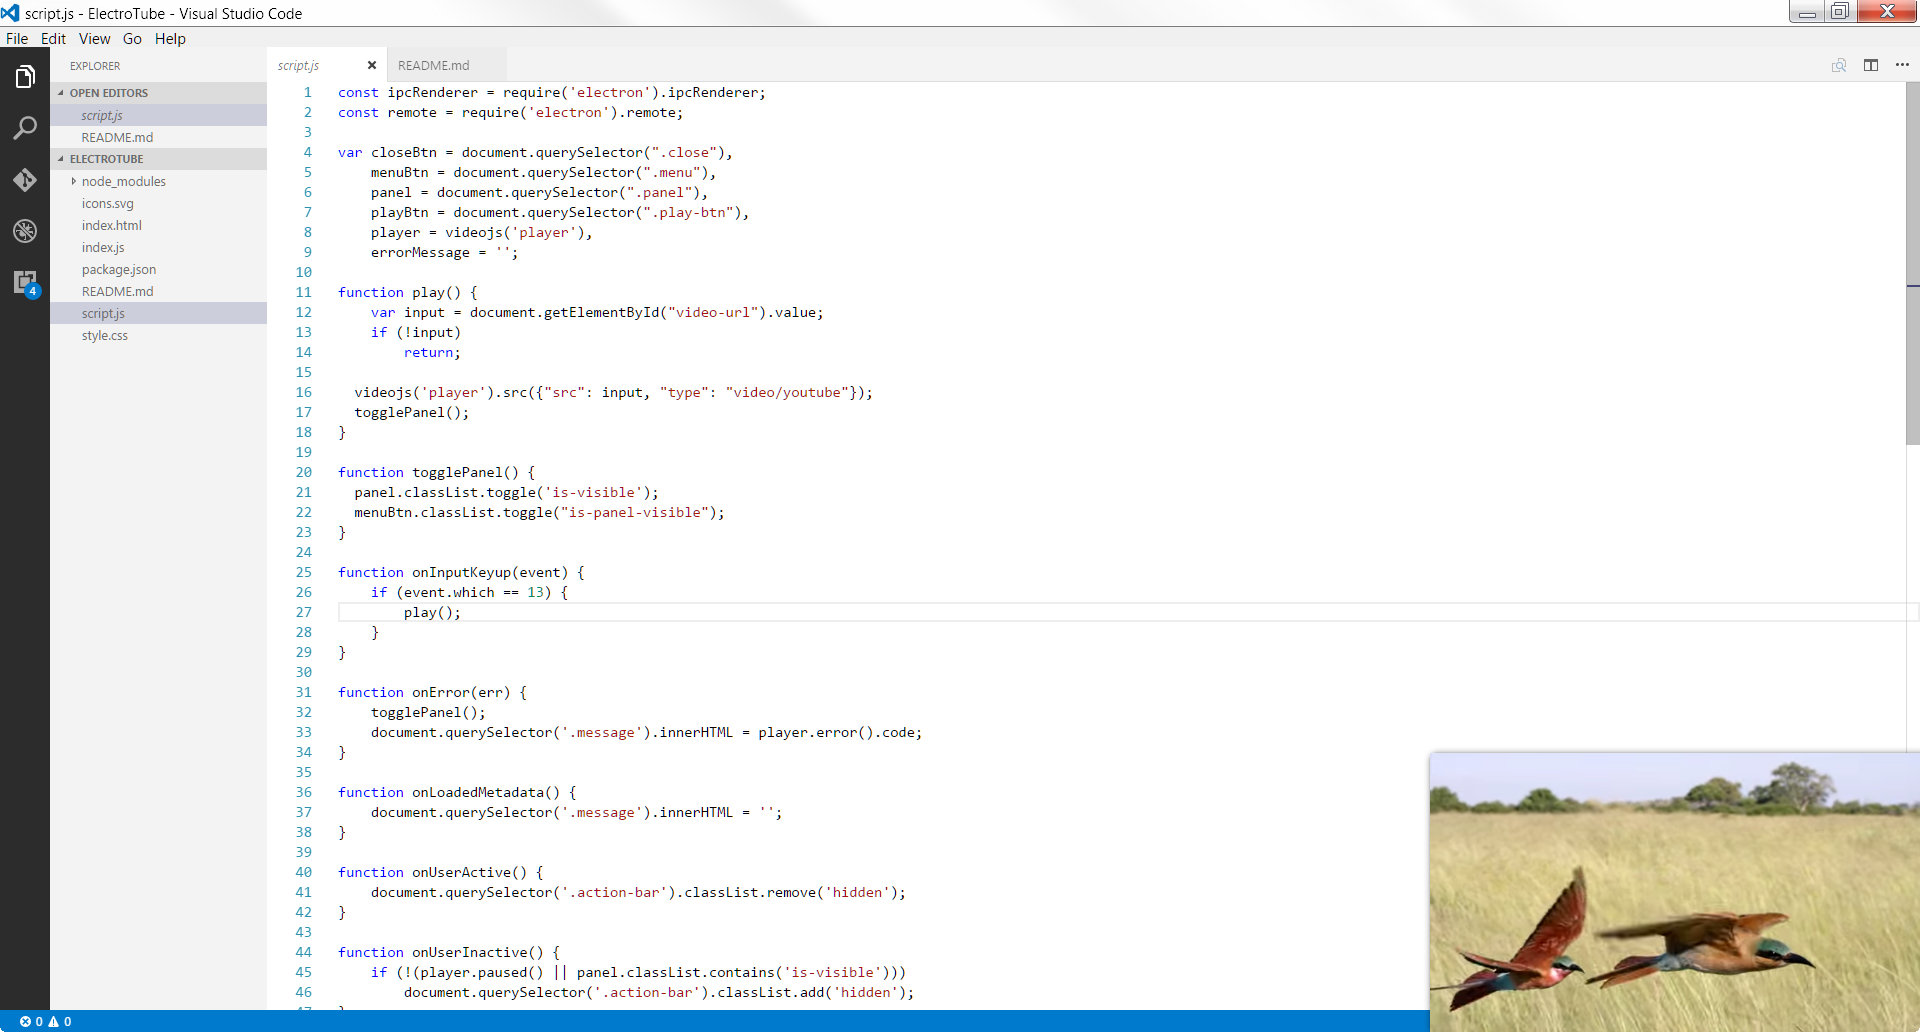 script.js - ElectroTube - Visual Studio Code
File Edit View Go Help
EXPLORER
OPEN EDITORS
script.js
README.md
ELECTROTUBE
node_modules
icons.svg
index.html
index.js
package.json
README.md
script.js
style.css
4
script.js README.md
1 const ipcRenderer = require('electron').ipcRenderer;
2 const remote = require('electron').remote;
3
4 var closeBtn = document.querySelector(".close"),
5     menuBtn = document.querySelector(".menu"),
6     panel = document.querySelector(".panel"),
7     playBtn = document.querySelector(".play-btn"),
8     player = videojs('player'),
9     errorMessage = '';
10
11 function play() {
12     var input = document.getElementById("video-url").value;
13     if (!input)
14         return;
15
16   videojs('player').src({"src": input, "type": "video/youtube"});
17   togglePanel();
18 }
19
20 function togglePanel() {
21   panel.classList.toggle('is-visible');
22   menuBtn.classList.toggle("is-panel-visible");
23 }
24
25 function onInputKeyup(event) {
26     if (event.which == 13) {
27         play();
28     }
29 }
30
31 function onError(err) {
32     togglePanel();
33     document.querySelector('.message').innerHTML = player.error().code;
34 }
35
36 function onLoadedMetadata() {
37     document.querySelector('.message').innerHTML = '';
38 }
39
40 function onUserActive() {
41     document.querySelector('.action-bar').classList.remove('hidden');
42 }
43
44 function onUserInactive() {
45     if (!(player.paused() || panel.classList.contains('is-visible')))
46         document.querySelector('.action-bar').classList.add('hidden');
0 0